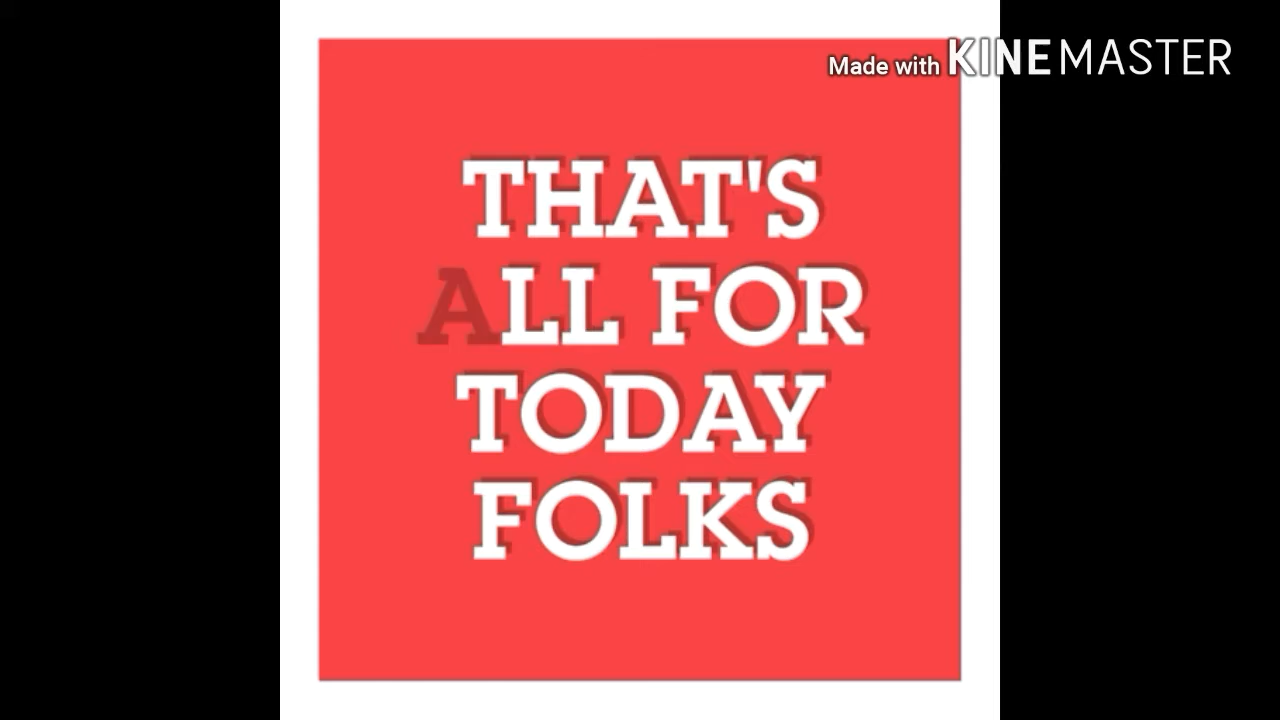 Made with KINEMASTER
THAT'S
ALL FOR
TODAY
FOLKS